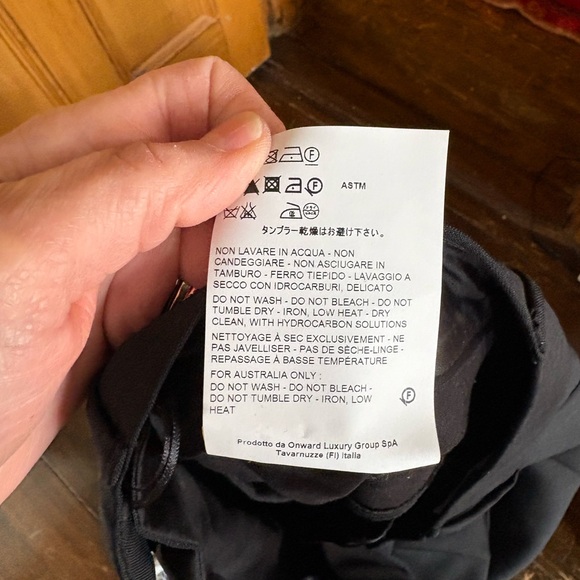 F
F ASTM
タンブラー乾燥はお避け下さい。
NON LAVARE IN ACQUA - NON
CANDEGGIARE - NON ASCIUGARE IN
TAMBURO - FERRO TIEPIDO - LAVAGGIO A
SECCO CON IDROCARBURI, DELICATO
DO NOT WASH - DO NOT BLEACH - DO NOT
TUMBLE DRY - IRON, LOW HEAT - DRY
CLEAN, WITH HYDROCARBON SOLUTIONS
NETTOYAGE À SEC EXCLUSIVEMENT - NE
PAS JAVELLISER - PAS DE SÈCHE-LINGE -
REPASSAGE À BASSE TEMPÉRATURE
FOR AUSTRALIA ONLY :
DO NOT WASH - DO NOT BLEACH -
DO NOT TUMBLE DRY - IRON, LOW
HEAT
F
Prodotto da Onward Luxury Group SpA
Tavarnuzze (FI) Italia